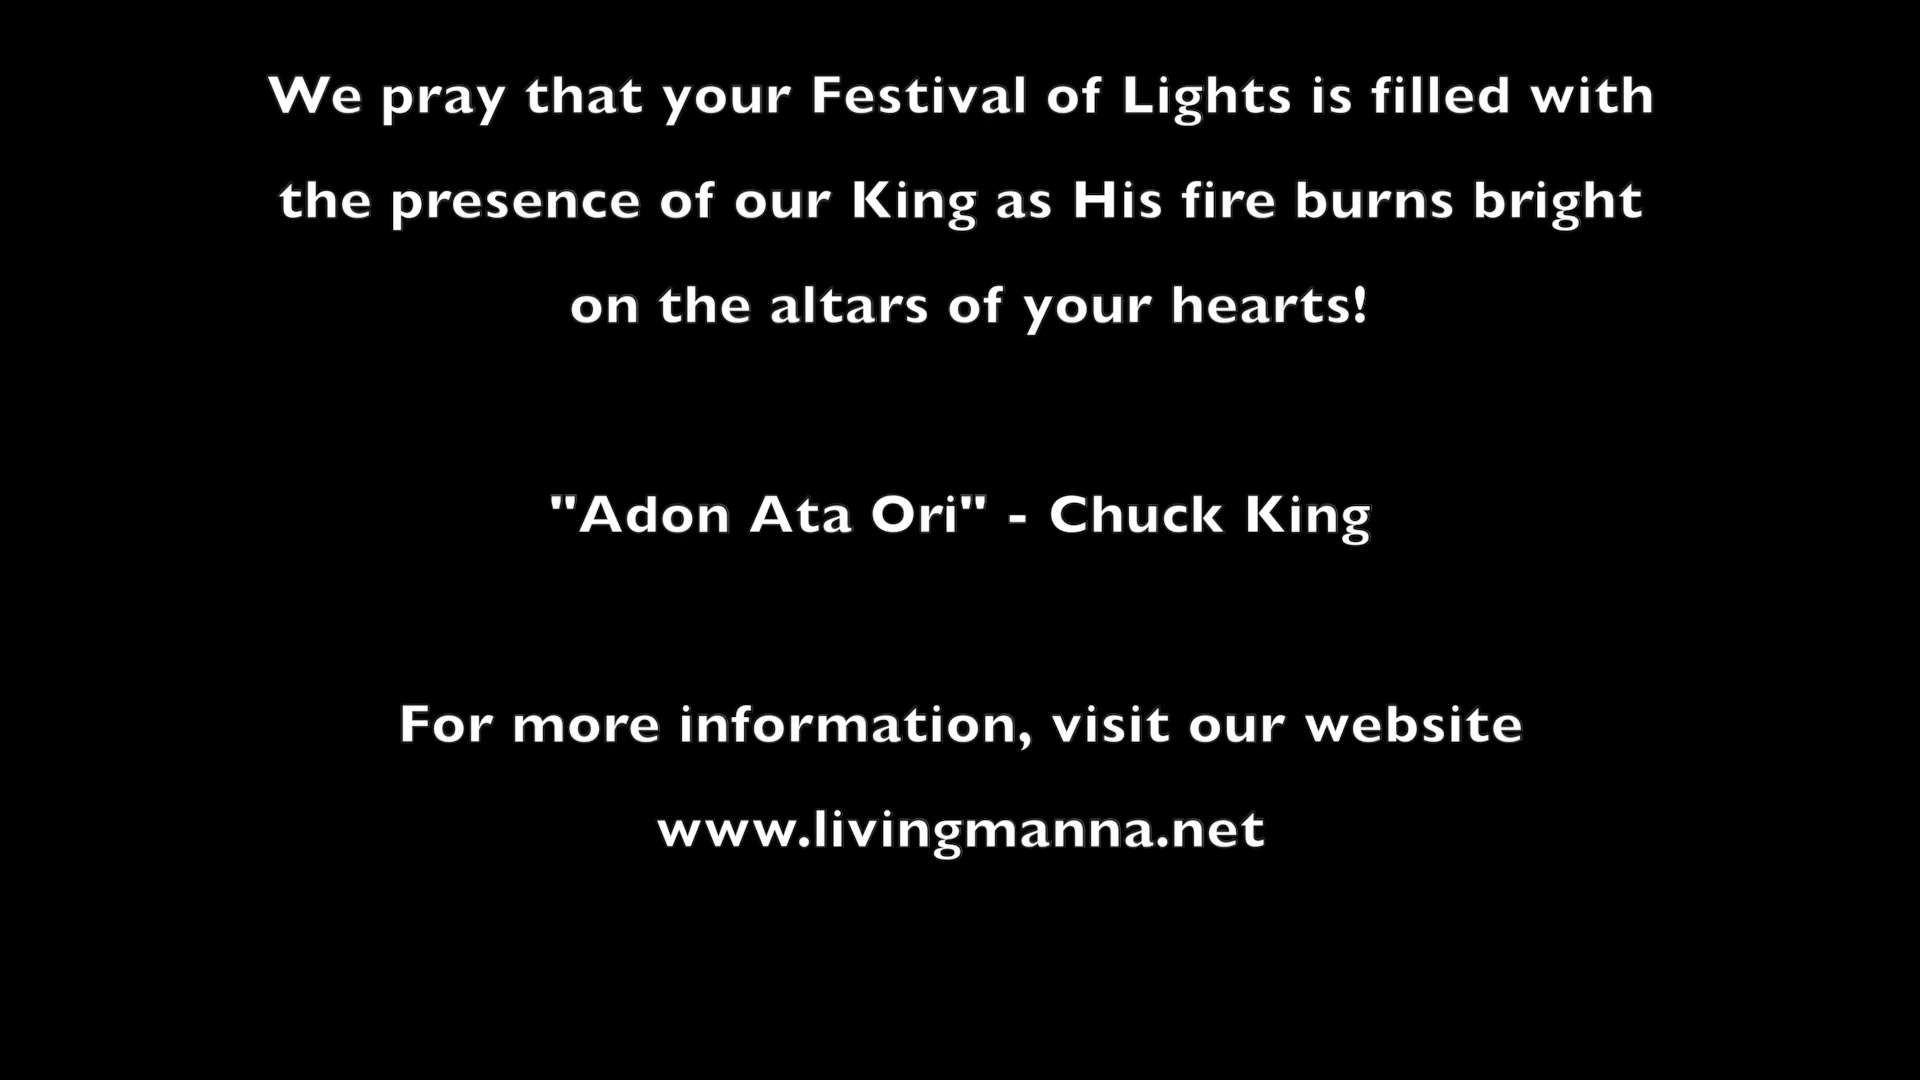 We pray that your Festival of Lights is filled with
the presence of our King as His fire burns bright
on the altars of your hearts!
"Adon Ata Ori" - Chuck King
For more information, visit our website
www.livingmanna.net